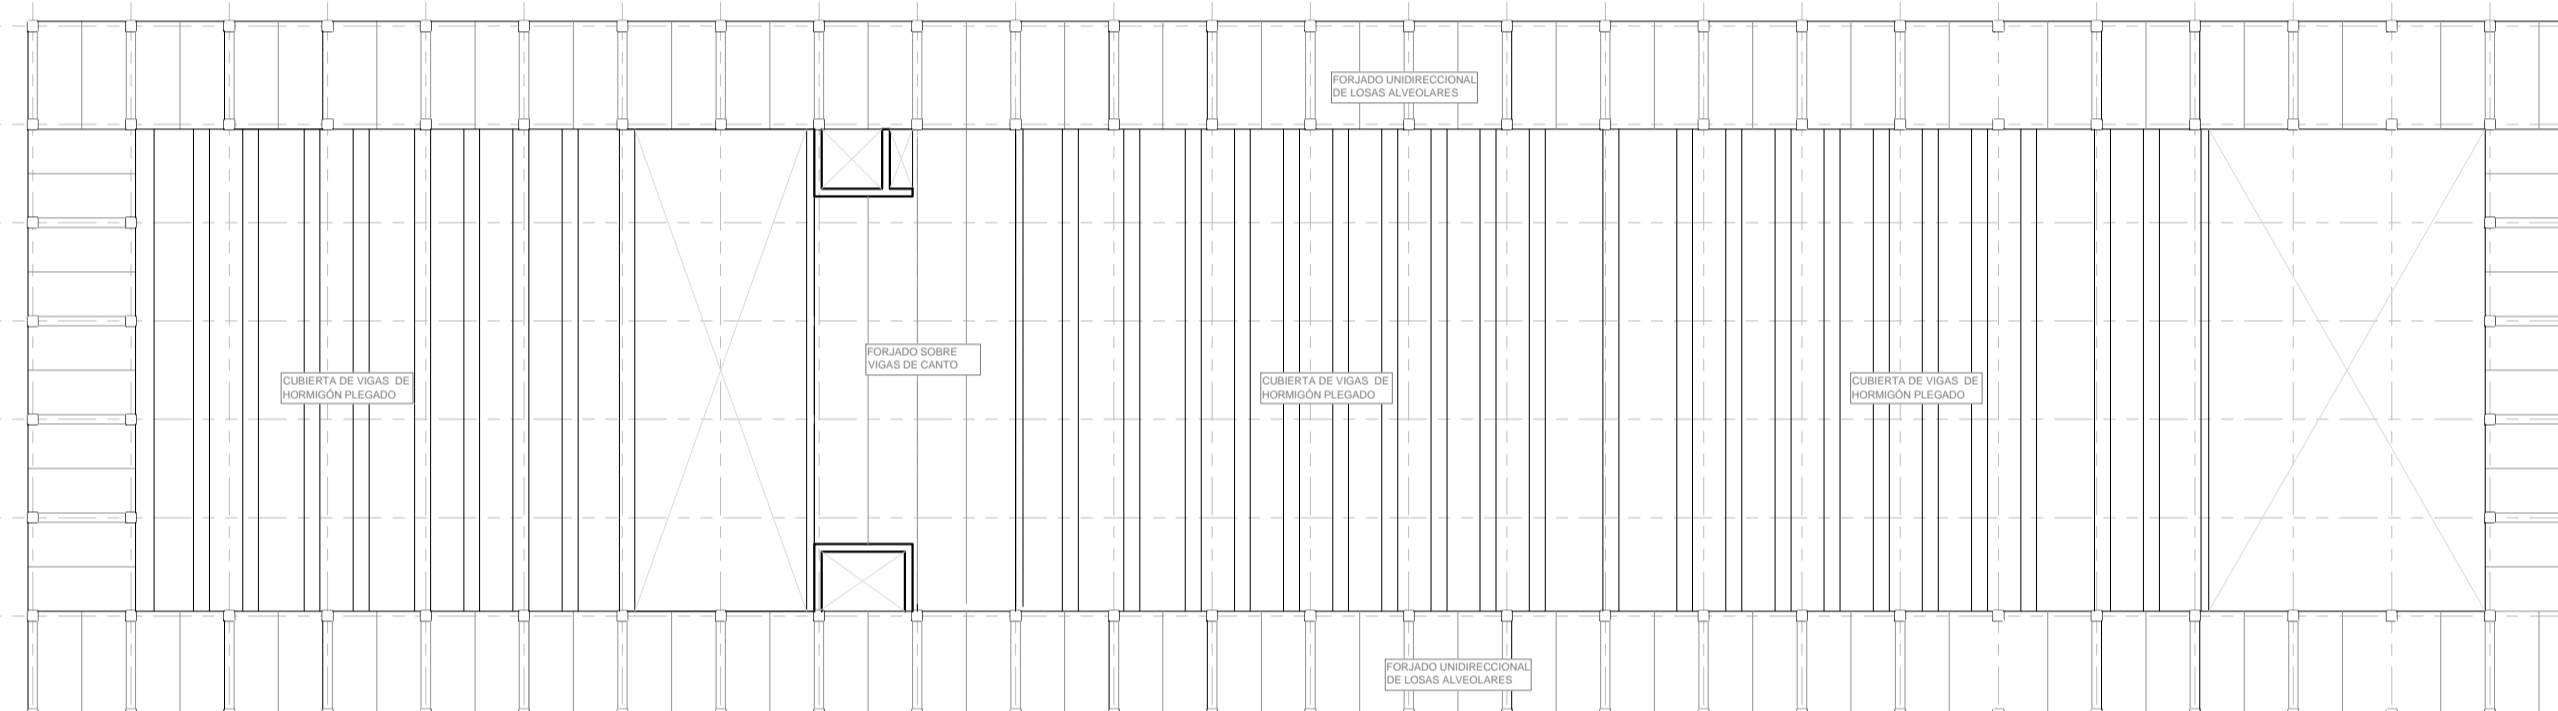 FORJADO UNIDIRECCIONAL
DE LOSAS ALVEOLARES
FORJADO SOBRE
VIGAS DE CANTO
CUBIERTA DE VIGAS DE
HORMIGÓN PLEGADO
CUBIERTA DE VIGAS DE
HORMIGÓN PLEGADO
CUBIERTA DE VIGAS DE
HORMIGÓN PLEGADO
FORJADO UNIDIRECCIONAL
DE LOSAS ALVEOLARES